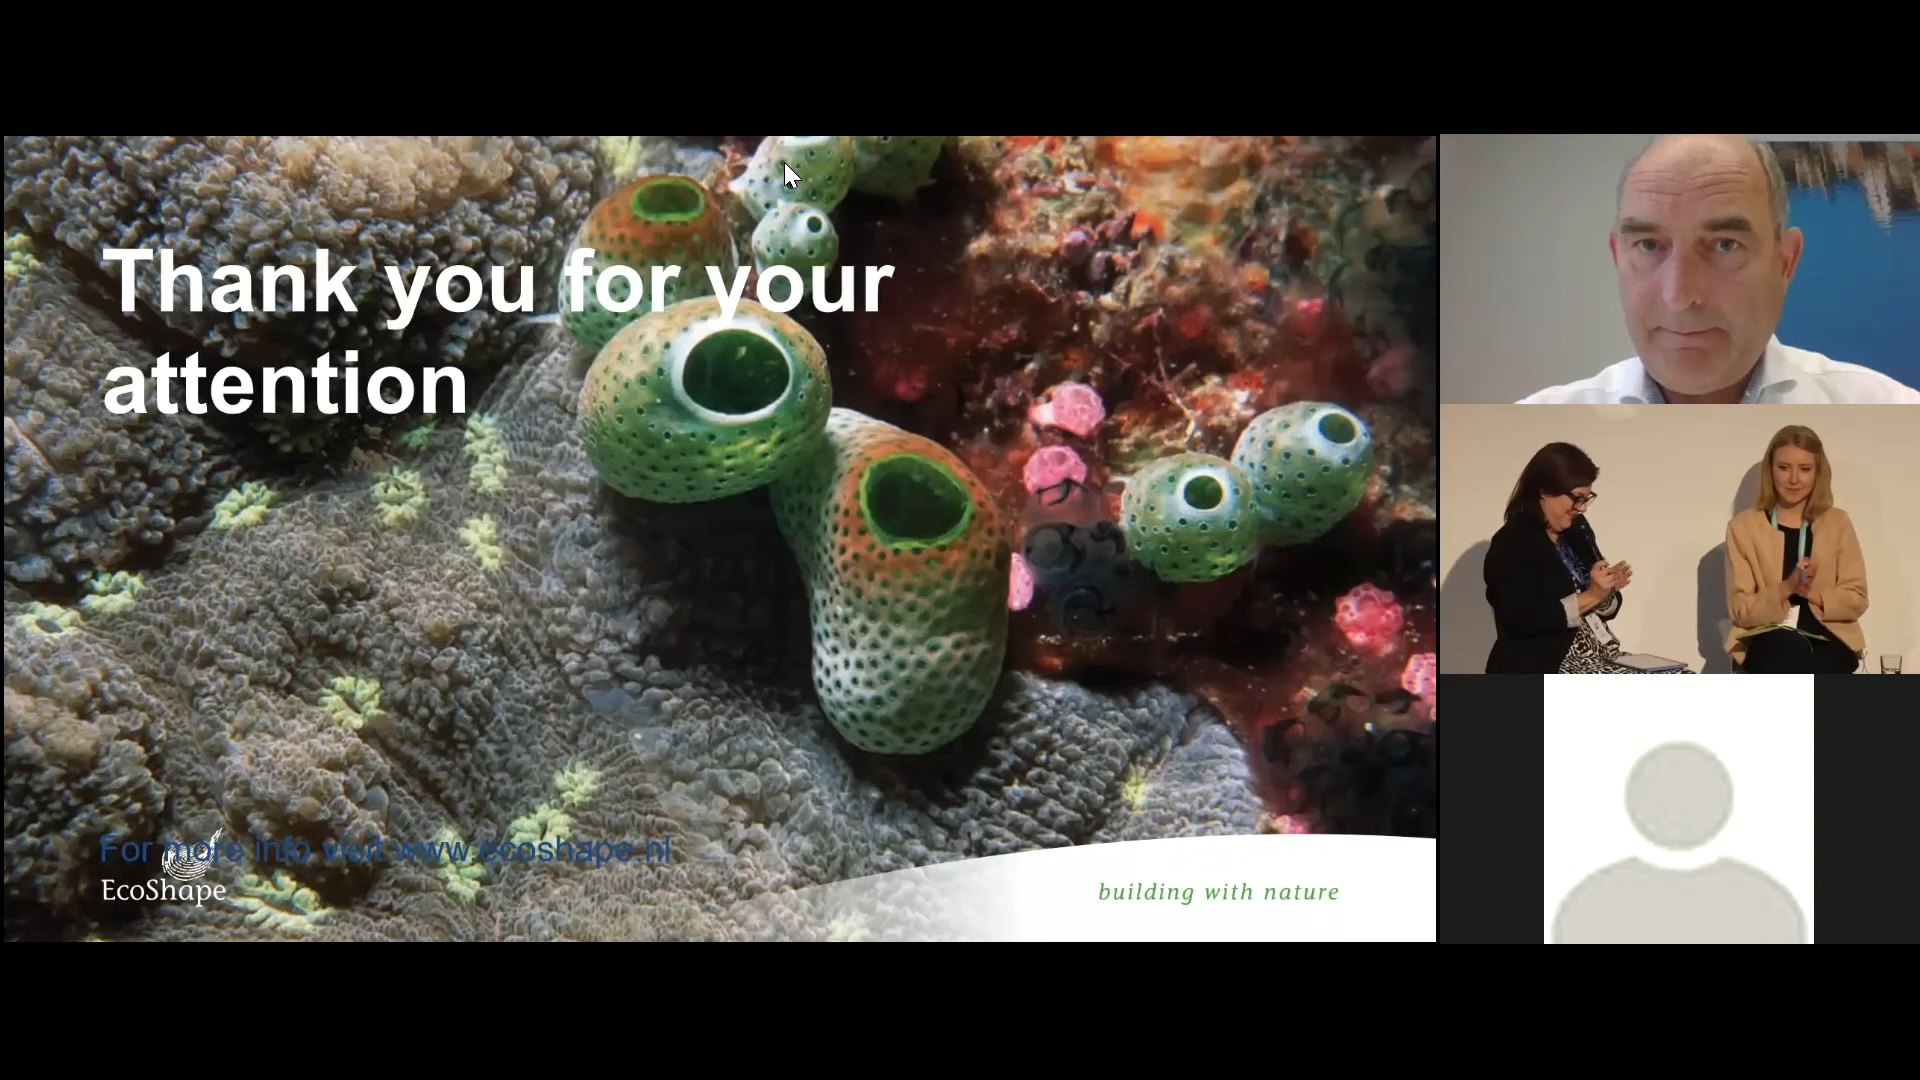 Thank you for your
attention
For more info visit www.ecoshape.nl
EcoShape
building with nature